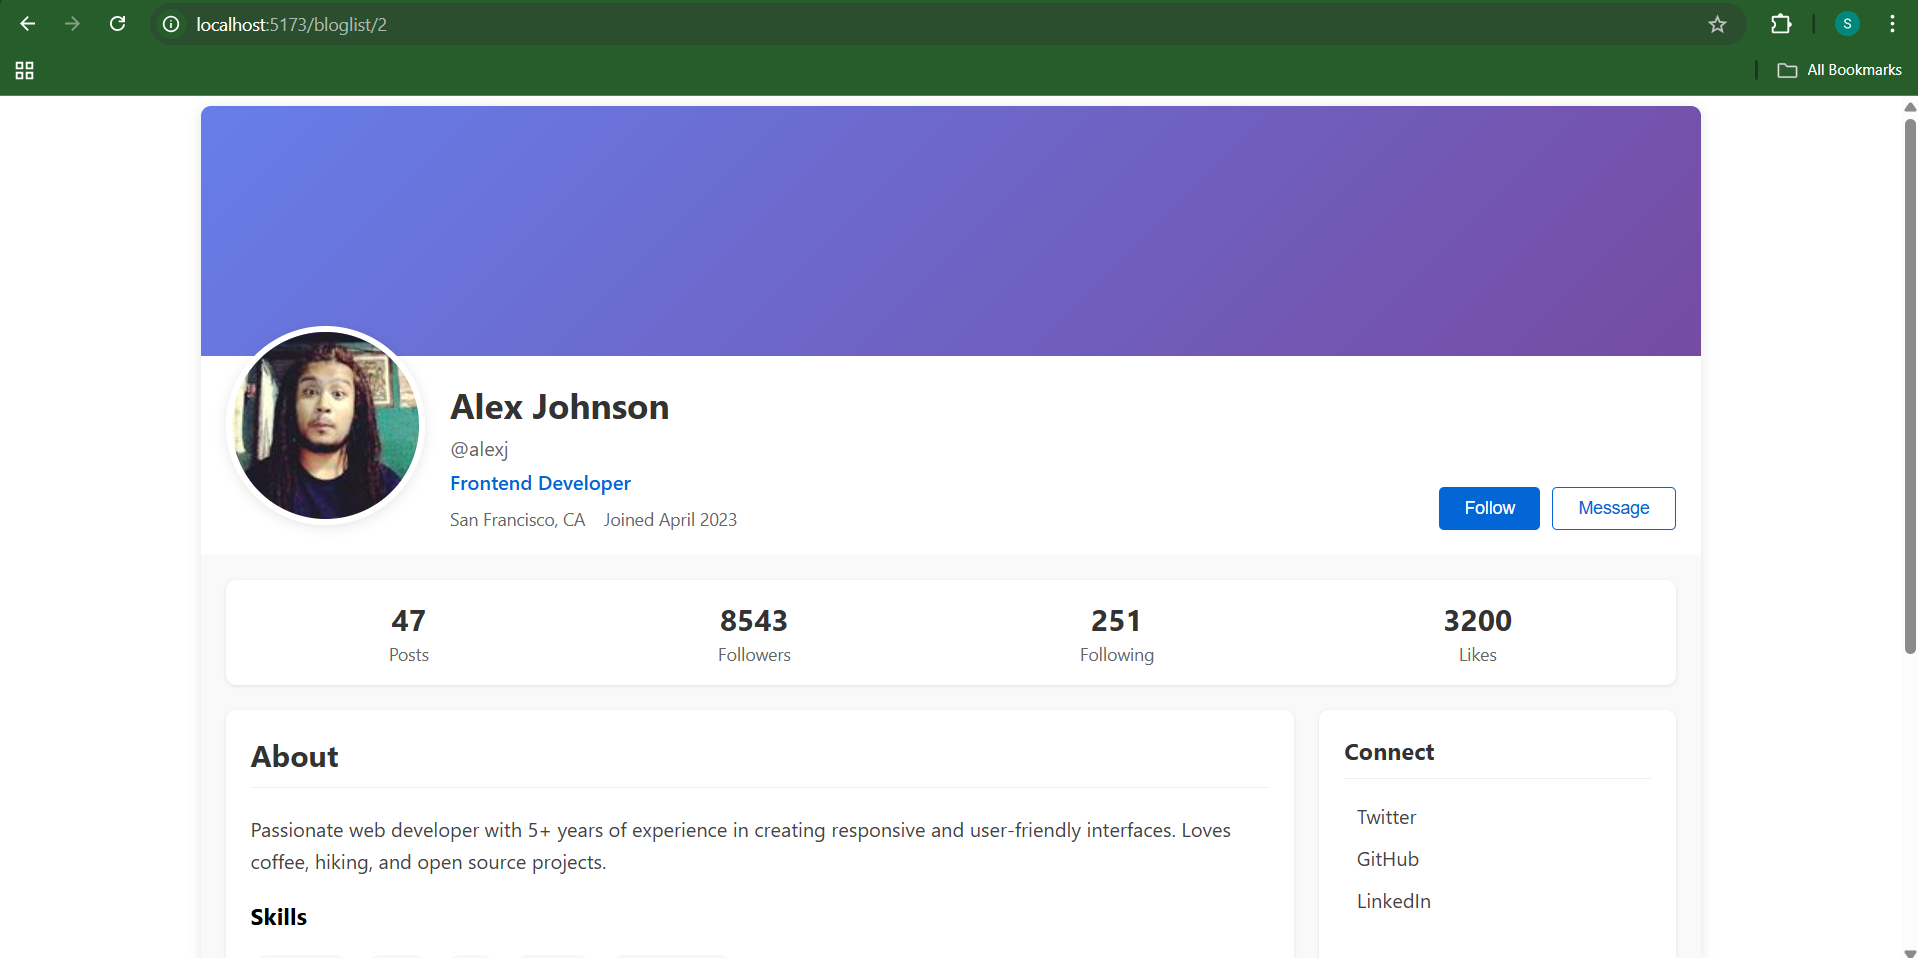 localhost:5173/bloglist/2
S
All Bookmarks
Alex Johnson
@alexj
Frontend Developer
San Francisco, CA Joined April 2023
Follow Message
47 8543 251 3200
Posts Followers Following Likes
About
Passionate web developer with 5+ years of experience in creating responsive and user-friendly interfaces. Loves
coffee, hiking, and open source projects.
Skills
Connect
Twitter
GitHub
LinkedIn